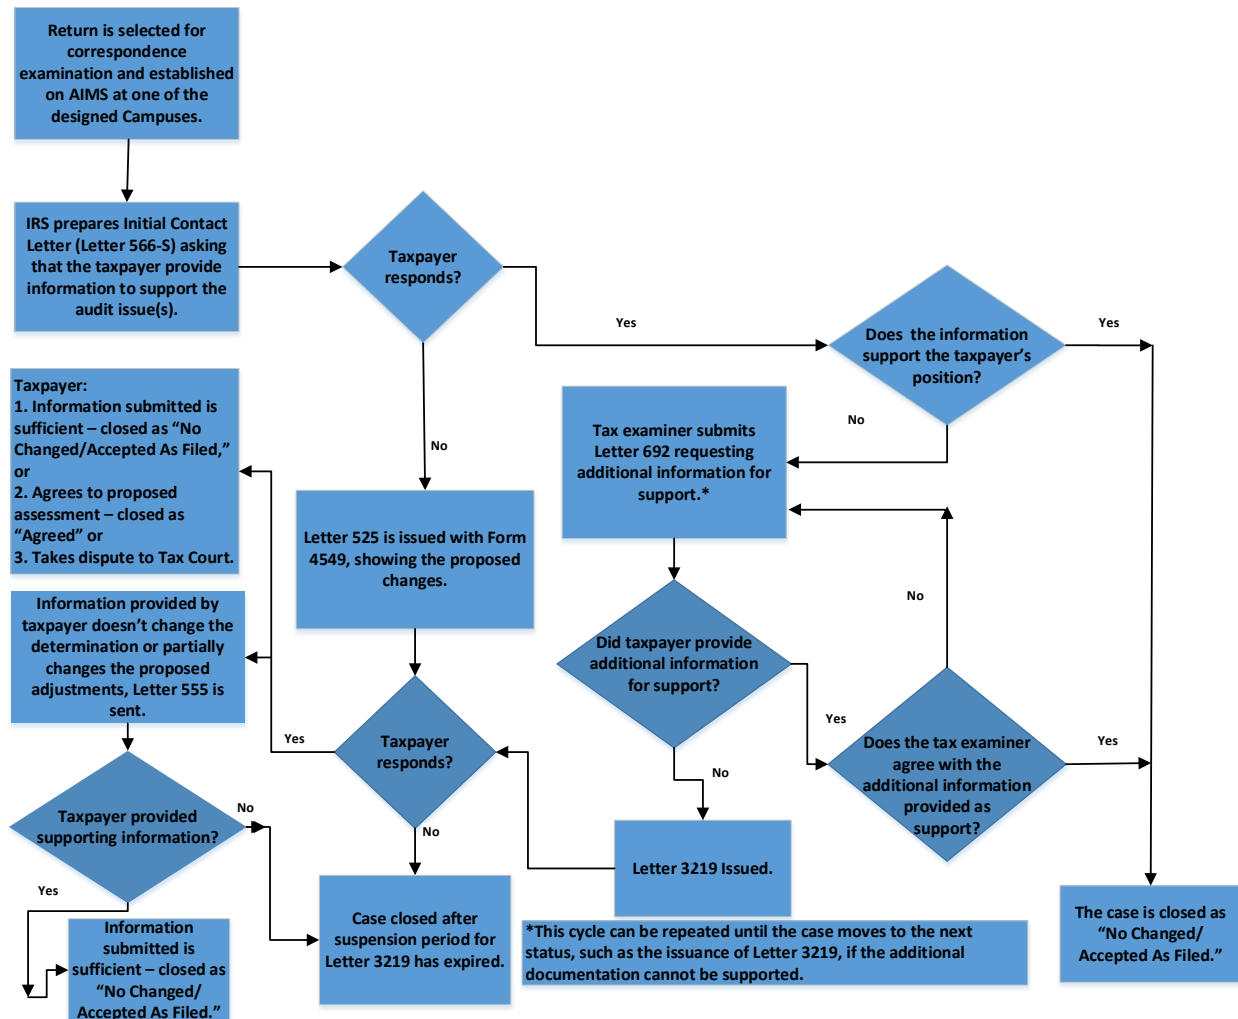 Return is selected for
correspondence
examination and established
on AIMS at one of the
designed Campuses.
IRS prepares Initial Contact
Letter (Letter 566-S) asking
that the taxpayer provide
information to support the
audit issue(s).
Taxpayer
responds?
Yes
Does  the information
support the taxpayer’s
position?
Yes
No
No
Taxpayer:
1. Information submitted is
sufficient – closed as “No
Changed/Accepted As Filed,”
or
2. Agrees to proposed
assessment – closed as
“Agreed” or
3. Takes dispute to Tax Court.
Tax examiner submits
Letter 692 requesting
additional information for
support.*
Letter 525 is issued with Form
4549, showing the proposed
changes.
No
Information provided by
taxpayer doesn’t change the
determination or partially
changes the proposed
adjustments, Letter 555 is
sent.
Did taxpayer provide
additional information
for support?
Yes
Taxpayer
responds?
Yes
Does the tax examiner
agree with the
additional information
provided as
support?
Yes
No
No
Taxpayer provided
supporting information?
No
Yes
Letter 3219 Issued.
Case closed after
suspension period for
Letter 3219 has expired.
Information
submitted is
sufficient – closed as
“No Changed/
Accepted As Filed.”
*This cycle can be repeated until the case moves to the next
status, such as the issuance of Letter 3219, if the additional
documentation cannot be supported.
The case is closed as
“No Changed/
Accepted As Filed.”